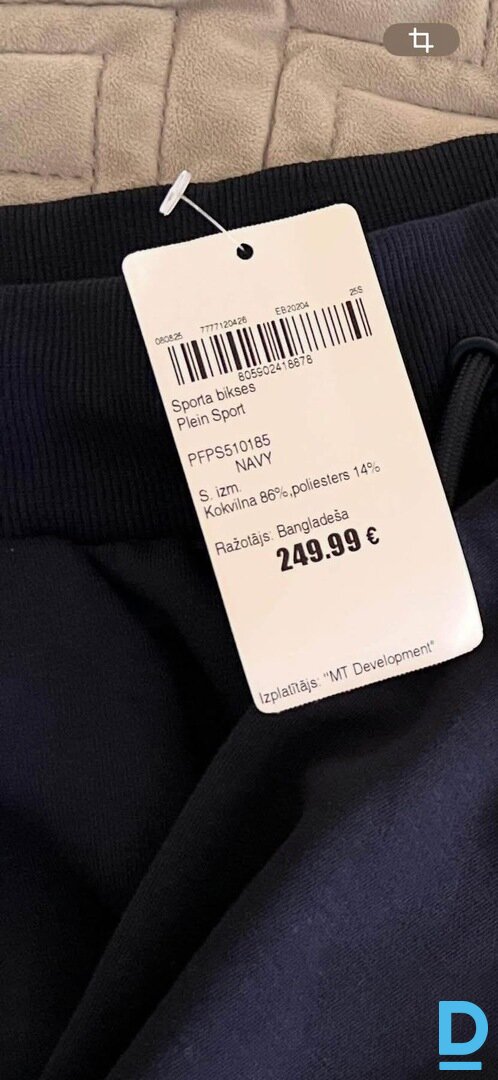 080825 7777120426 EB20204 25S
805902418878
Sporta bikses
Plein Sport
PFPS510185
NAVY
S. izm.
Kokvilna 86%,poliesters 14%
Ražotājs: Bangladeša
249.99 €
Izplatītājs: "MT Development"
D